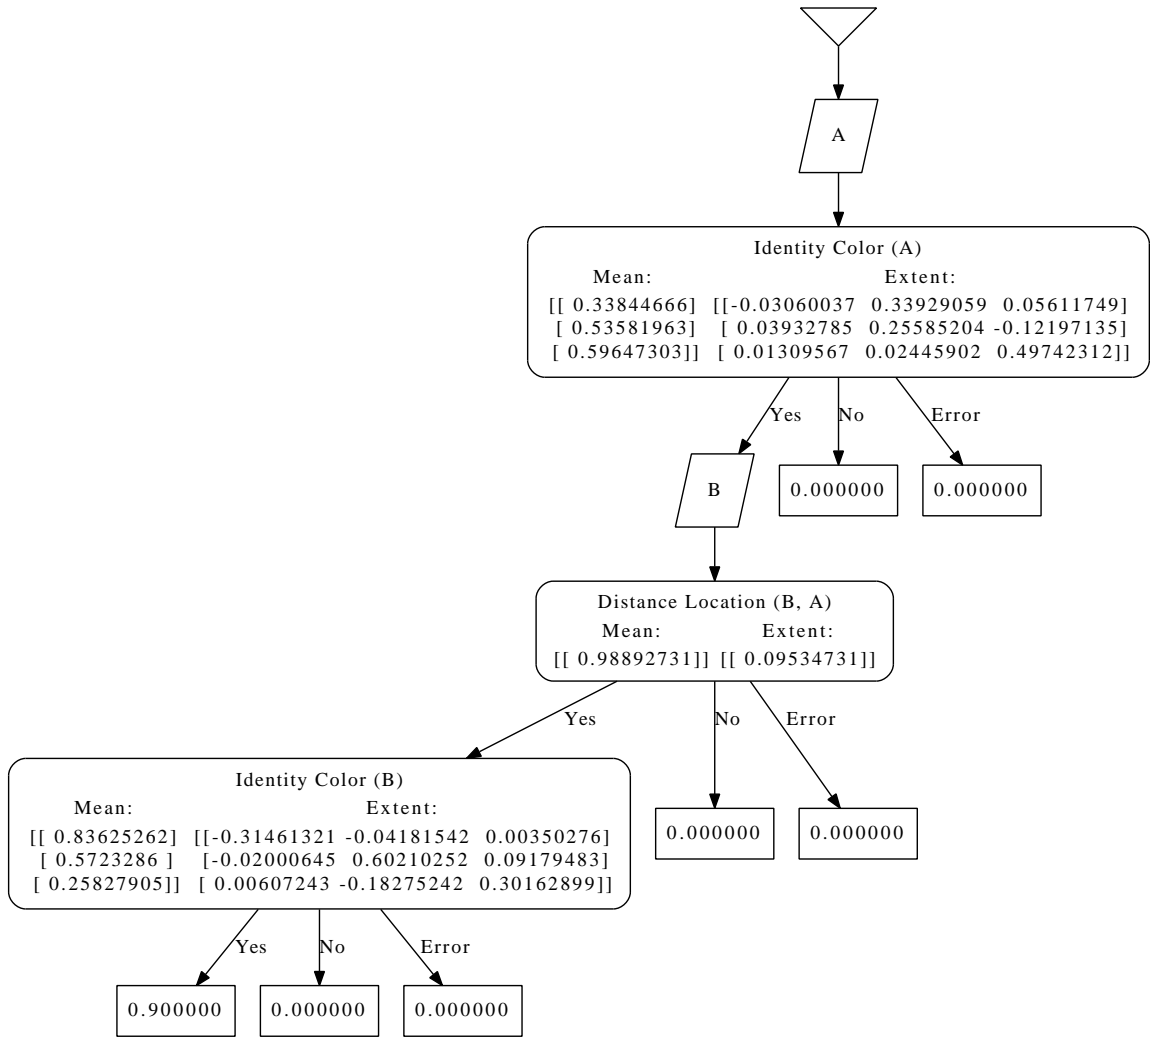 A
Identity Color (A)
Mean: Extent:
[[ 0.33844666] [[-0.03060037 0.33929059 0.05611749]
[ 0.53581963] [ 0.03932785 0.25585204 -0.12197135]
[ 0.59647303]] [ 0.01309567 0.02445902 0.49742312]]
Yes No Error
B 0.000000 0.000000
Distance Location (B, A)
Mean: Extent:
[[ 0.98892731]] [[ 0.09534731]]
Yes No Error
Identity Color (B)
Mean: Extent:
[[ 0.83625262] [[-0.31461321 -0.04181542 0.00350276]
[ 0.5723286 ] [-0.02000645 0.60210252 0.09179483]
[ 0.25827905]] [ 0.00607243 -0.18275242 0.30162899]]
0.000000 0.000000
Yes No Error
0.900000 0.000000 0.000000